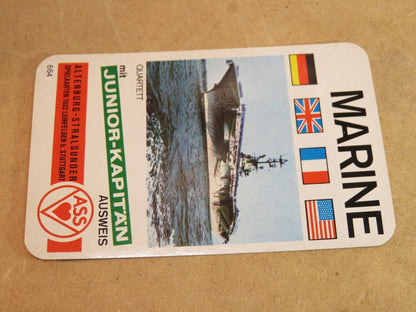 MARINE
QUARTETT
mit
JUNIOR-KAPITÄN
AUSWEIS
ALTENBURG-STRALSUNDER
SPIELKARTEN 7022 LEINFELDEN b. STUTTGART
ASS
664